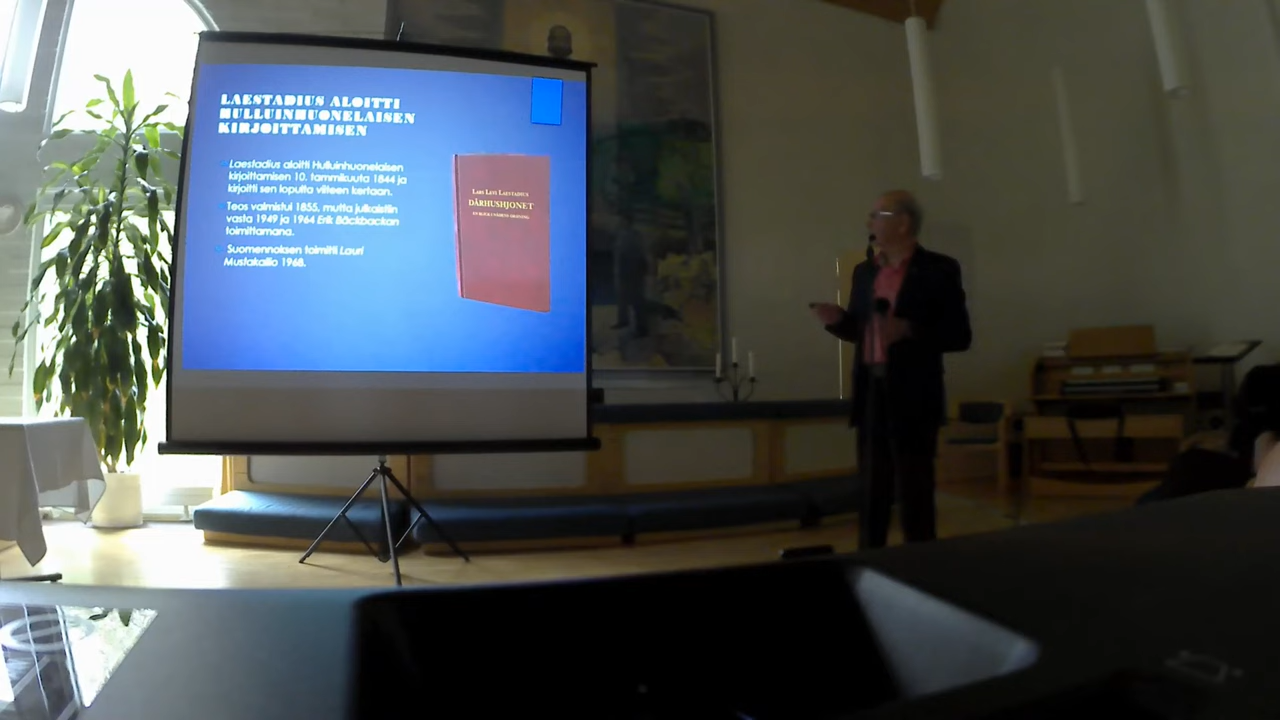 LAESTADIUS ALOITTI
HULLUINHUONELAISEN
KIRJOITTAMISEN
Laestadius aloitti Hulluinhuonelaisen
kirjoittamisen 10. tammikuuta 1844 ja
kirjoitti sen lopulta viiteen kertaan.
Teos valmistui 1855, mutta julkaistiin
vasta 1949 ja 1964 Erik Bäckbackan
toimittamana.
Suomennoksen toimitti Lauri
Mustakallio 1968.
LARS LEVI LAESTADIUS
DÅRHUSHJONET